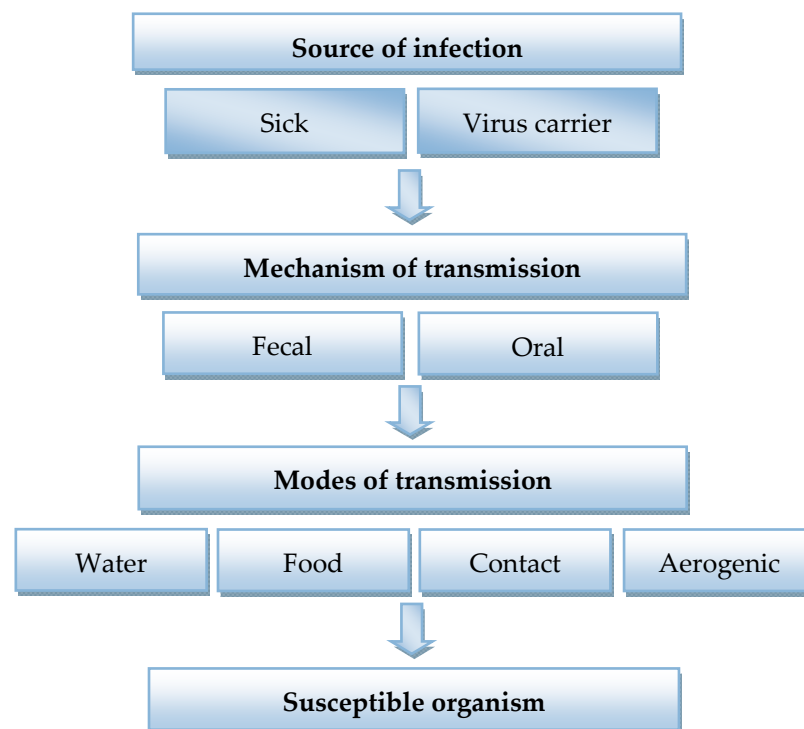 Source of infection
Sick
Virus carrier
Mechanism of transmission
Fecal
Oral
Modes of transmission
Water
Food
Contact
Aerogenic
Susceptible organism